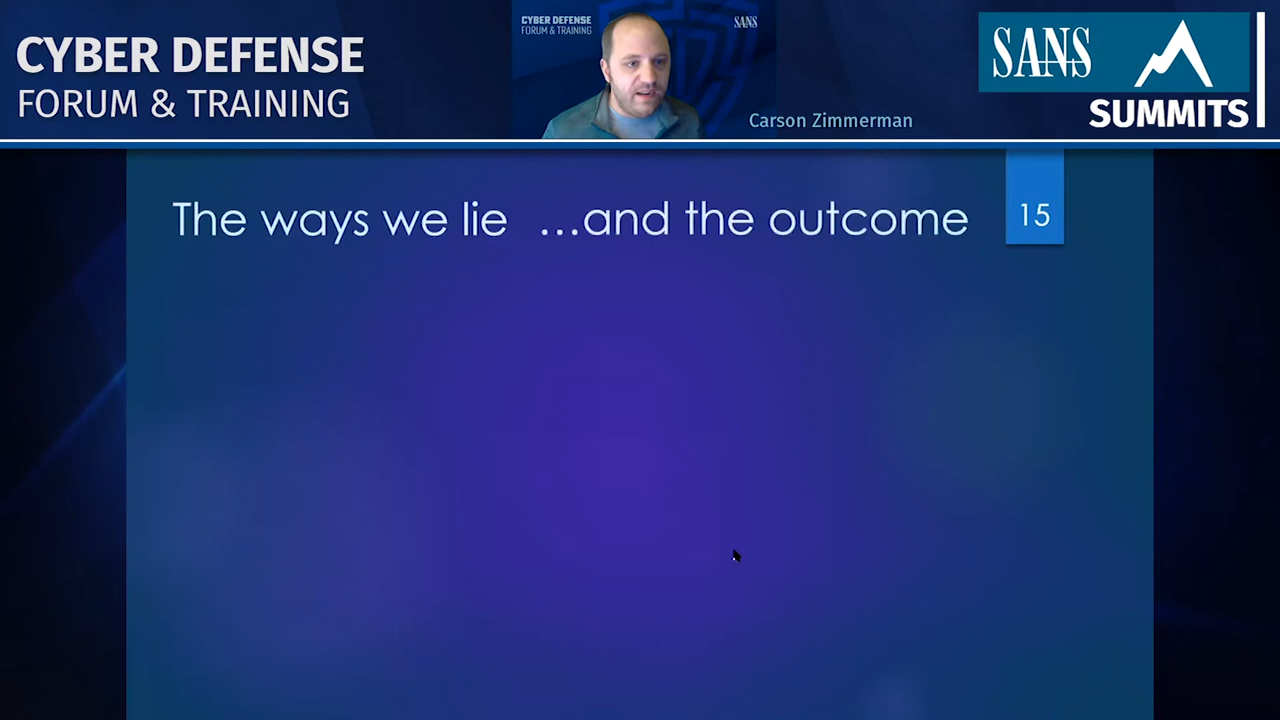 CYBER DEFENSE
FORUM & TRAINING
CYBER DEFENSE
FORUM & TRAINING
SANS
Carson Zimmerman
SANS
SUMMITS
The ways we lie …and the outcome
15